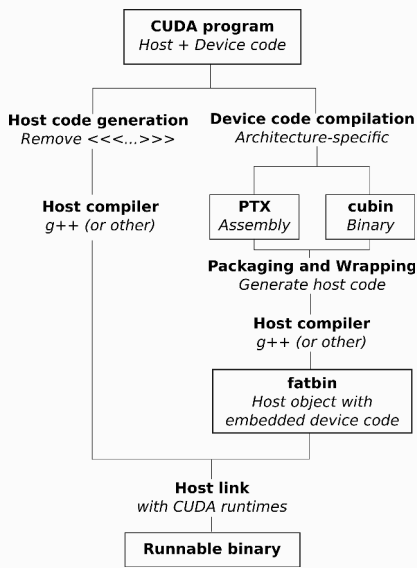 CUDA program
Host + Device code
Host code generation
Remove <<<...>>>
Device code compilation
Architecture-specific
Host compiler
g++ (or other)
PTX
Assembly
cubin
Binary
Packaging and Wrapping
Generate host code
Host compiler
g++ (or other)
fatbin
Host object with
embedded device code
Host link
with CUDA runtimes
Runnable binary